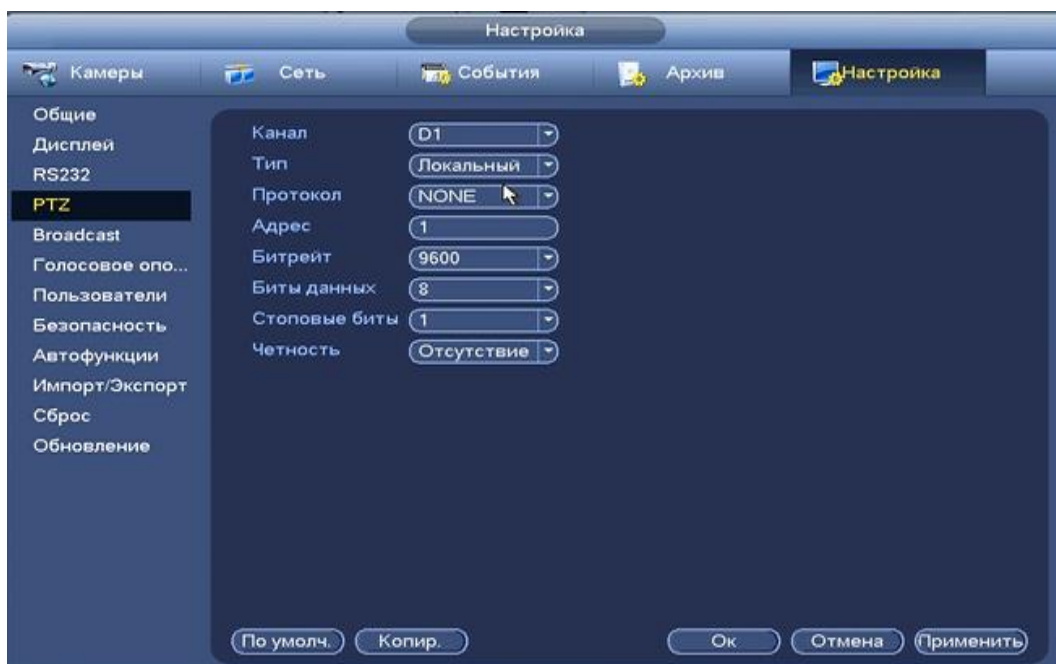 Настройка
Камеры Сеть События Архив Настройка
Общие
Дисплей
RS232
PTZ
Broadcast
Голосовое опо...
Пользователи
Безопасность
Автофункции
Импорт/Экспорт
Сброс
Обновление
Канал D1
Тип Локальный
Протокол NONE
Адрес 1
Битрейт 9600
Биты данных 8
Стоповые биты 1
Четность Отсутствие
По умолч. Копир. Ок Отмена Применить